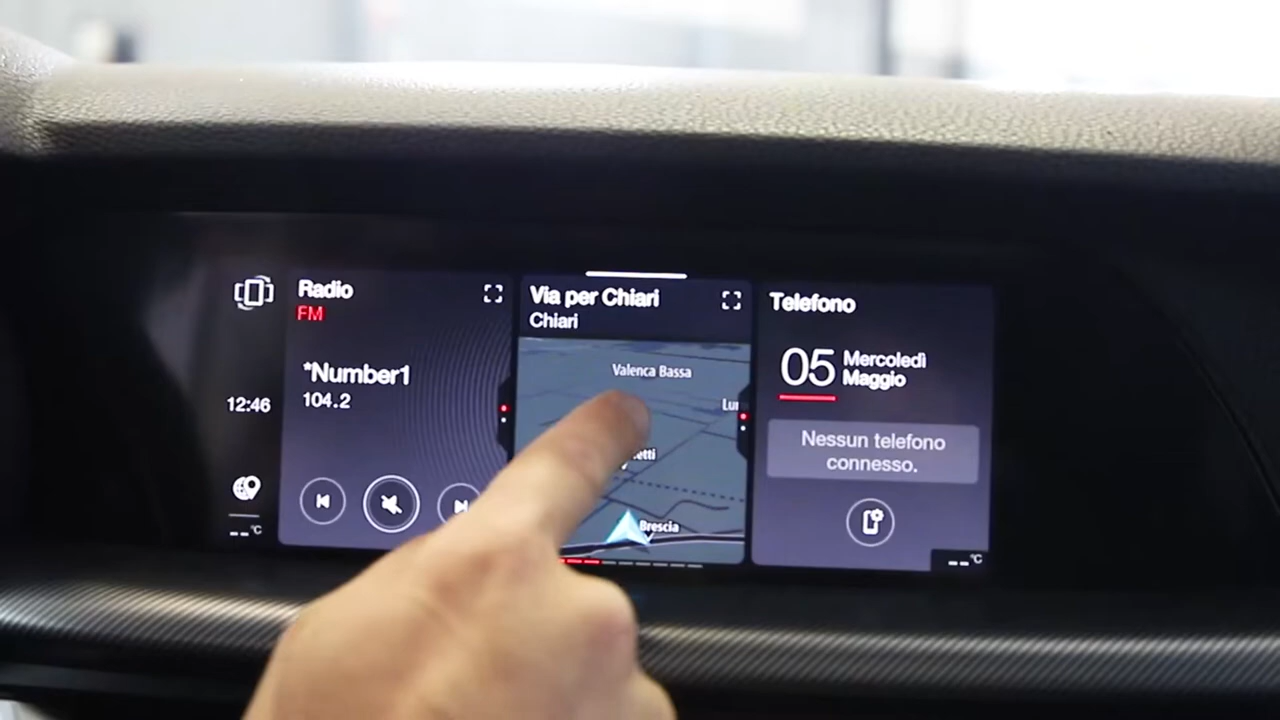 Radio
FM
*Number1
104.2
12:46
--°C
Via per Chiari
Chiari
Valenca Bassa
Brescia
Telefono
05
Mercoledì
Maggio
Nessun telefono
connesso.
--°C